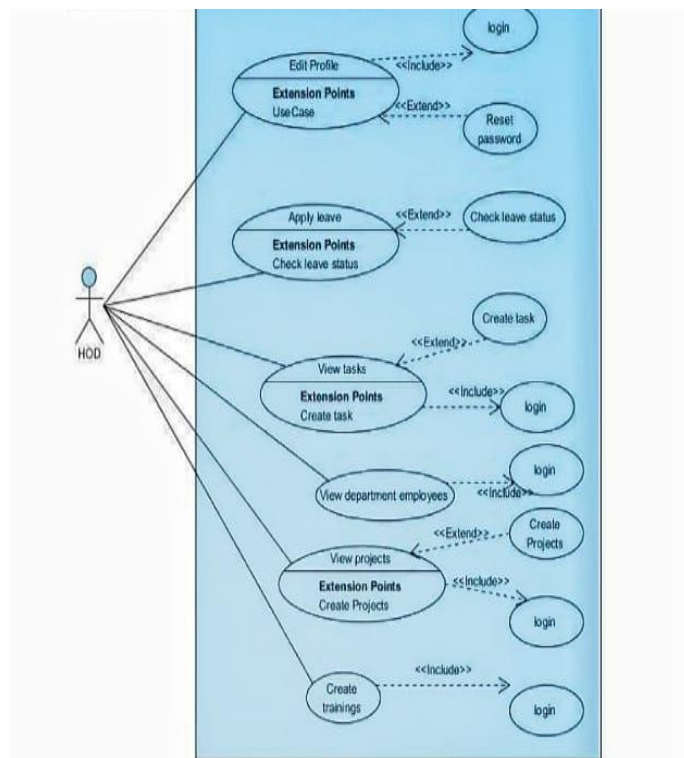 login
Edit Profile
<<Include>>
Extension Points
UseCase
<<Extend>>
Reset
password
Apply leave
<<Extend>>
Check leave status
Extension Points
Check leave status
HOD
Create task
<<Extend>>
View tasks
Extension Points
Create task
<<Include>>
login
login
View department employees
<<Include>>
Create
Projects
<<Extend>>
View projects
Extension Points
Create Projects
<<Include>>
login
<<Include>>
Create
trainings
login